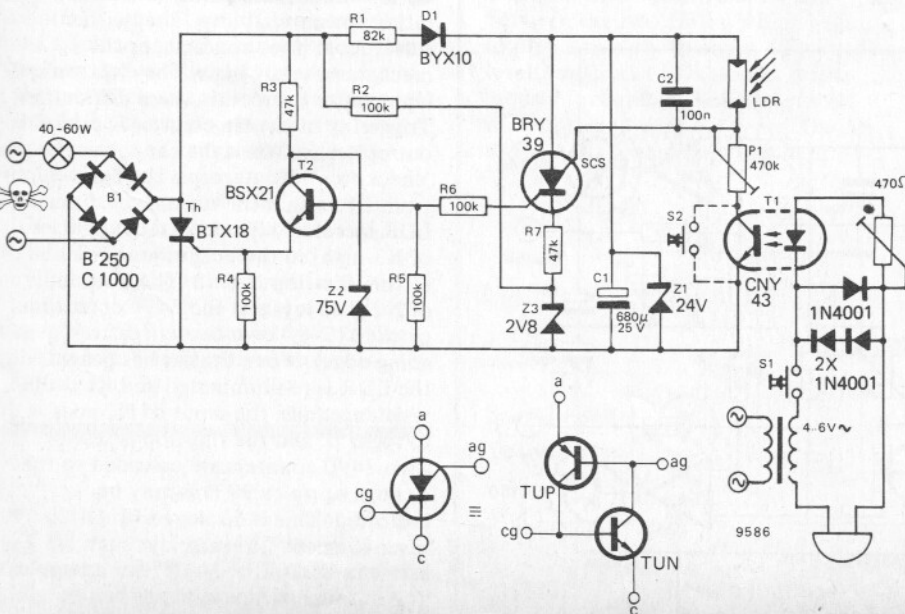 R1
82k
D1
BYX10
R3
47k
R2
100k
C2
100n
LDR
40-60W
B1
B 250
C 1000
Th
BTX18
T2
BSX21
R4
100k
Z2
75V
R5
100k
R6
100k
BRY
39
SCS
R7
47k
Z3
2V8
C1
680µ
25 V
Z1
24V
S2
P1
470k
T1
CNY
43
470Ω
1N4001
2X
1N4001
S1
4-6V~
9586
a
ag
cg
c
≡
a
TUP
ag
cg
TUN
c